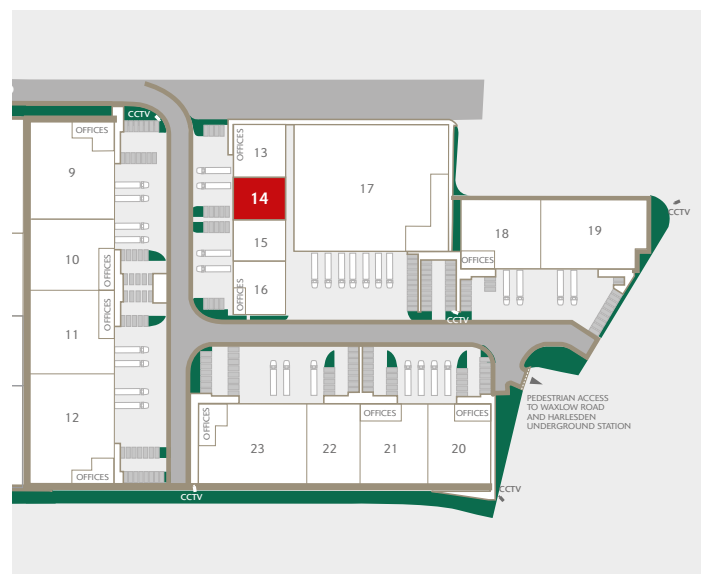 CCTV
OFFICES
9
OFFICES
13
14
17
15
16
OFFICES
10
OFFICES
OFFICES
11
12
OFFICES
18
19
OFFICES
CCTV
CCTV
PEDESTRIAN ACCESS
TO WAXLOW ROAD
AND HARLESDEN
UNDERGROUND STATION
OFFICES
23
22
OFFICES
21
OFFICES
20
CCTV
CCTV